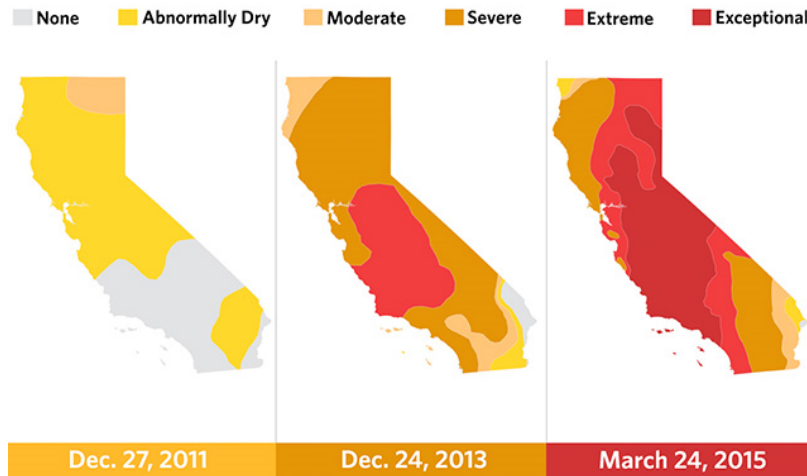 None Abnormally Dry Moderate Severe Extreme Exceptional
Dec. 27, 2011 Dec. 24, 2013 March 24, 2015